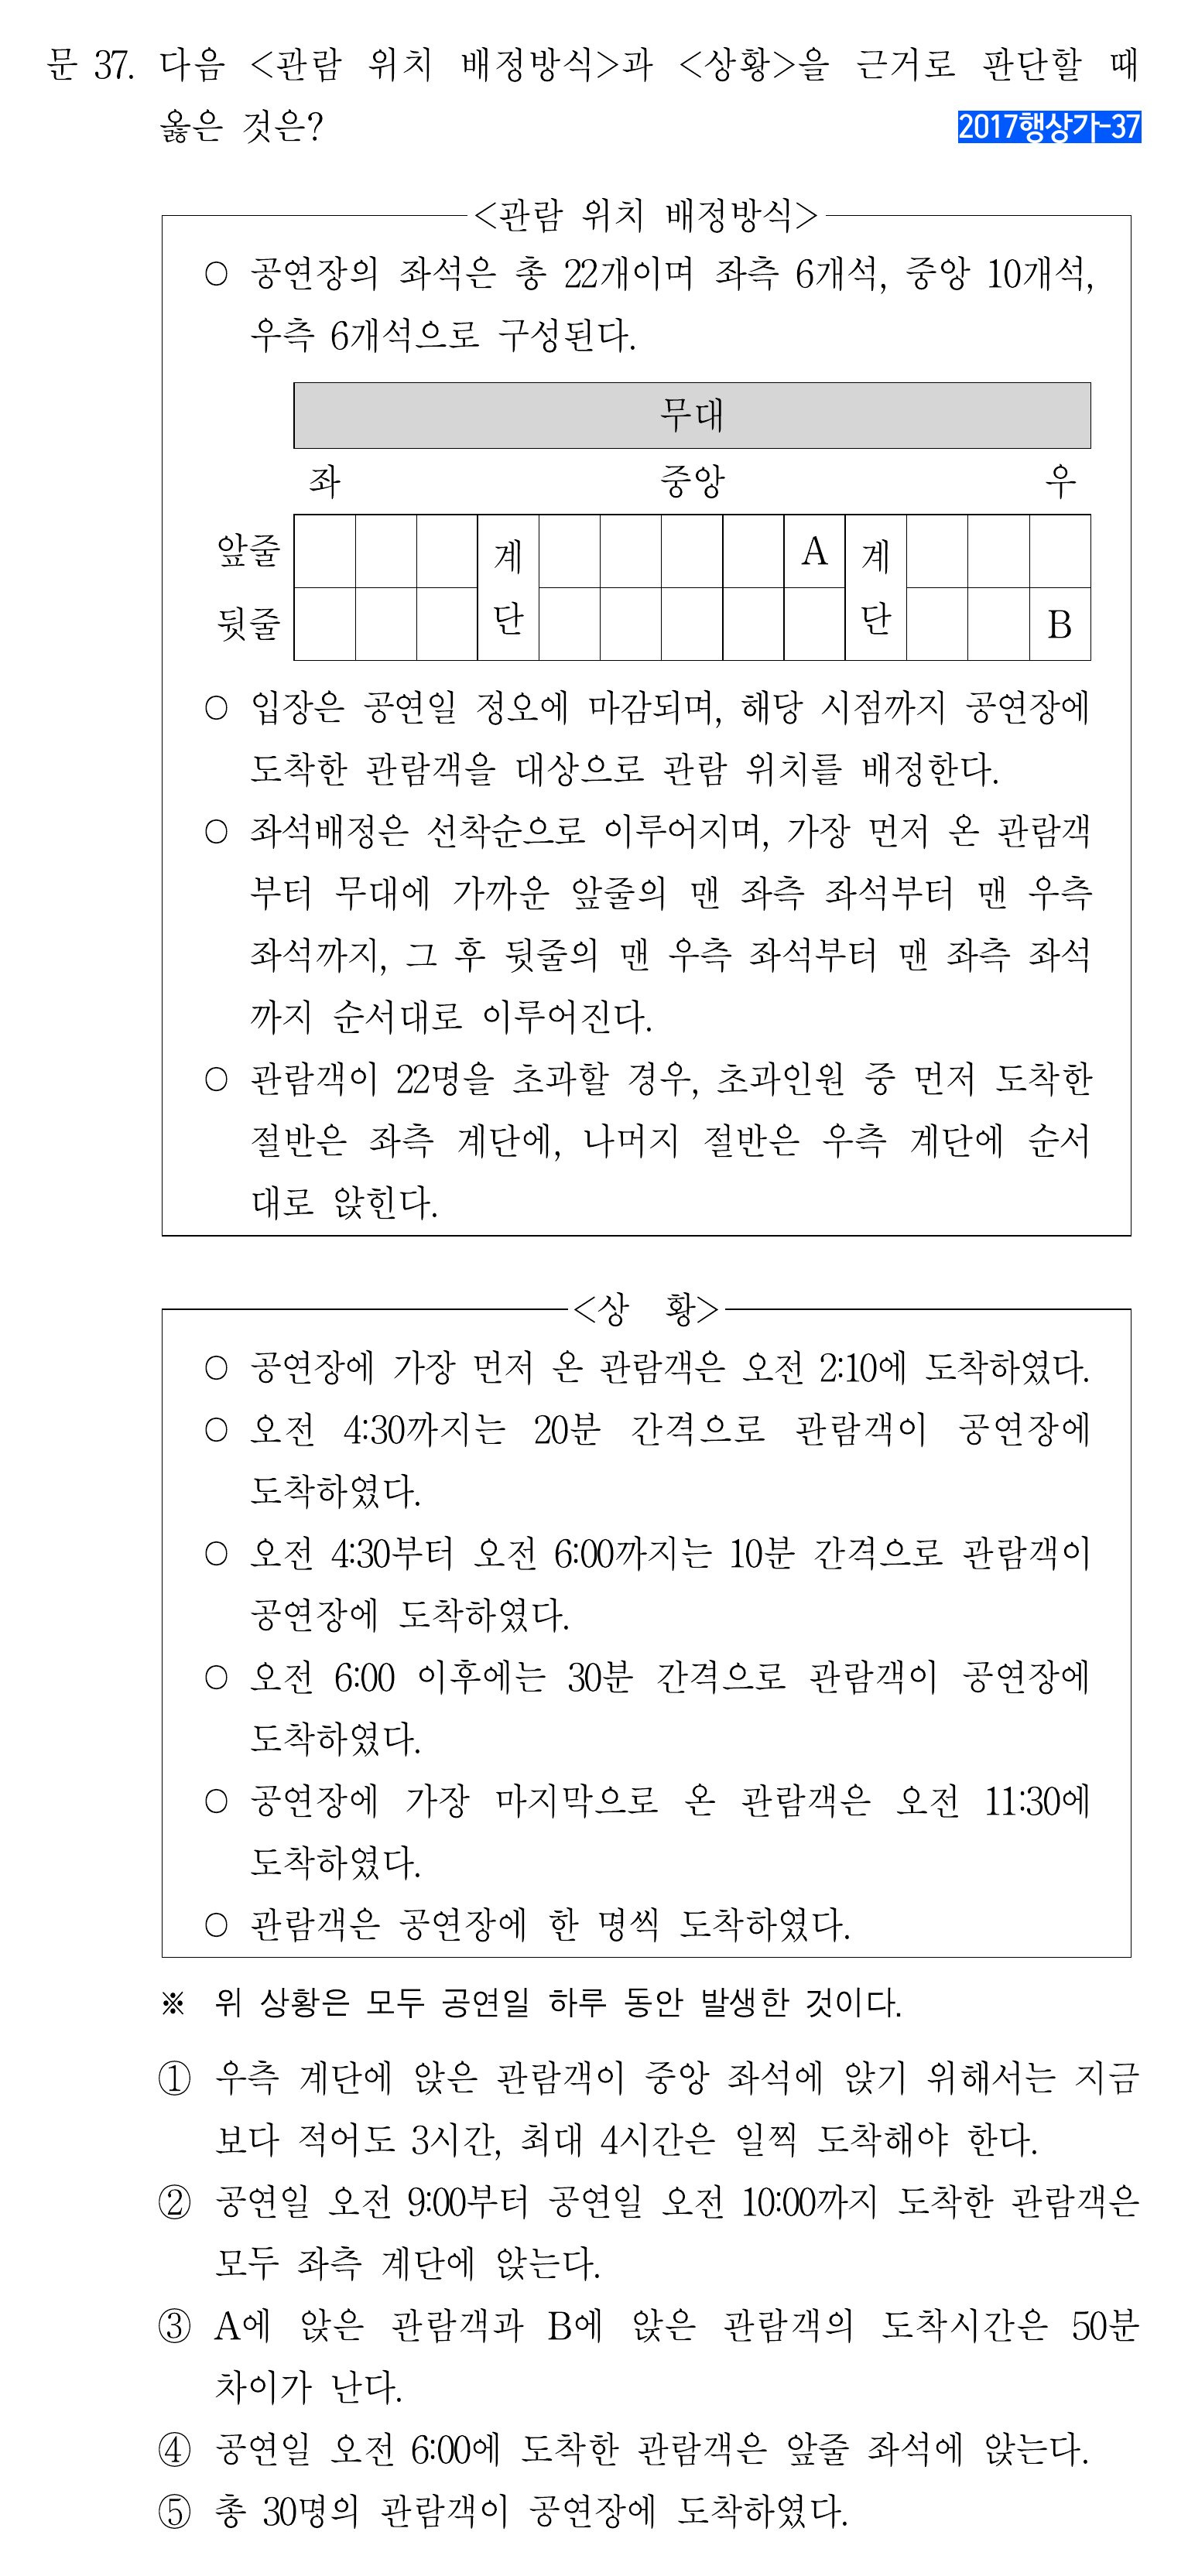 문 37. 다음 <관람 위치 배정방식>과 <상황>을 근거로 판단할 때
옳은 것은?
2017행상가-37
<관람 위치 배정방식>
○ 공연장의 좌석은 총 22개이며 좌측 6개석, 중앙 10개석,
우측 6개석으로 구성된다.
무대
좌 중앙 우
앞줄 계 A 계
뒷줄 단 단 B
○ 입장은 공연일 정오에 마감되며, 해당 시점까지 공연장에
도착한 관람객을 대상으로 관람 위치를 배정한다.
○ 좌석배정은 선착순으로 이루어지며, 가장 먼저 온 관람객
부터 무대에 가까운 앞줄의 맨 좌측 좌석부터 맨 우측
좌석까지, 그 후 뒷줄의 맨 우측 좌석부터 맨 좌측 좌석
까지 순서대로 이루어진다.
○ 관람객이 22명을 초과할 경우, 초과인원 중 먼저 도착한
절반은 좌측 계단에, 나머지 절반은 우측 계단에 순서
대로 앉힌다.
<상 황>
○ 공연장에 가장 먼저 온 관람객은 오전 2:10에 도착하였다.
○ 오전 4:30까지는 20분 간격으로 관람객이 공연장에
도착하였다.
○ 오전 4:30부터 오전 6:00까지는 10분 간격으로 관람객이
공연장에 도착하였다.
○ 오전 6:00 이후에는 30분 간격으로 관람객이 공연장에
도착하였다.
○ 공연장에 가장 마지막으로 온 관람객은 오전 11:30에
도착하였다.
○ 관람객은 공연장에 한 명씩 도착하였다.
※ 위 상황은 모두 공연일 하루 동안 발생한 것이다.
① 우측 계단에 앉은 관람객이 중앙 좌석에 앉기 위해서는 지금
보다 적어도 3시간, 최대 4시간은 일찍 도착해야 한다.
② 공연일 오전 9:00부터 공연일 오전 10:00까지 도착한 관람객은
모두 좌측 계단에 앉는다.
③ A에 앉은 관람객과 B에 앉은 관람객의 도착시간은 50분
차이가 난다.
④ 공연일 오전 6:00에 도착한 관람객은 앞줄 좌석에 앉는다.
⑤ 총 30명의 관람객이 공연장에 도착하였다.